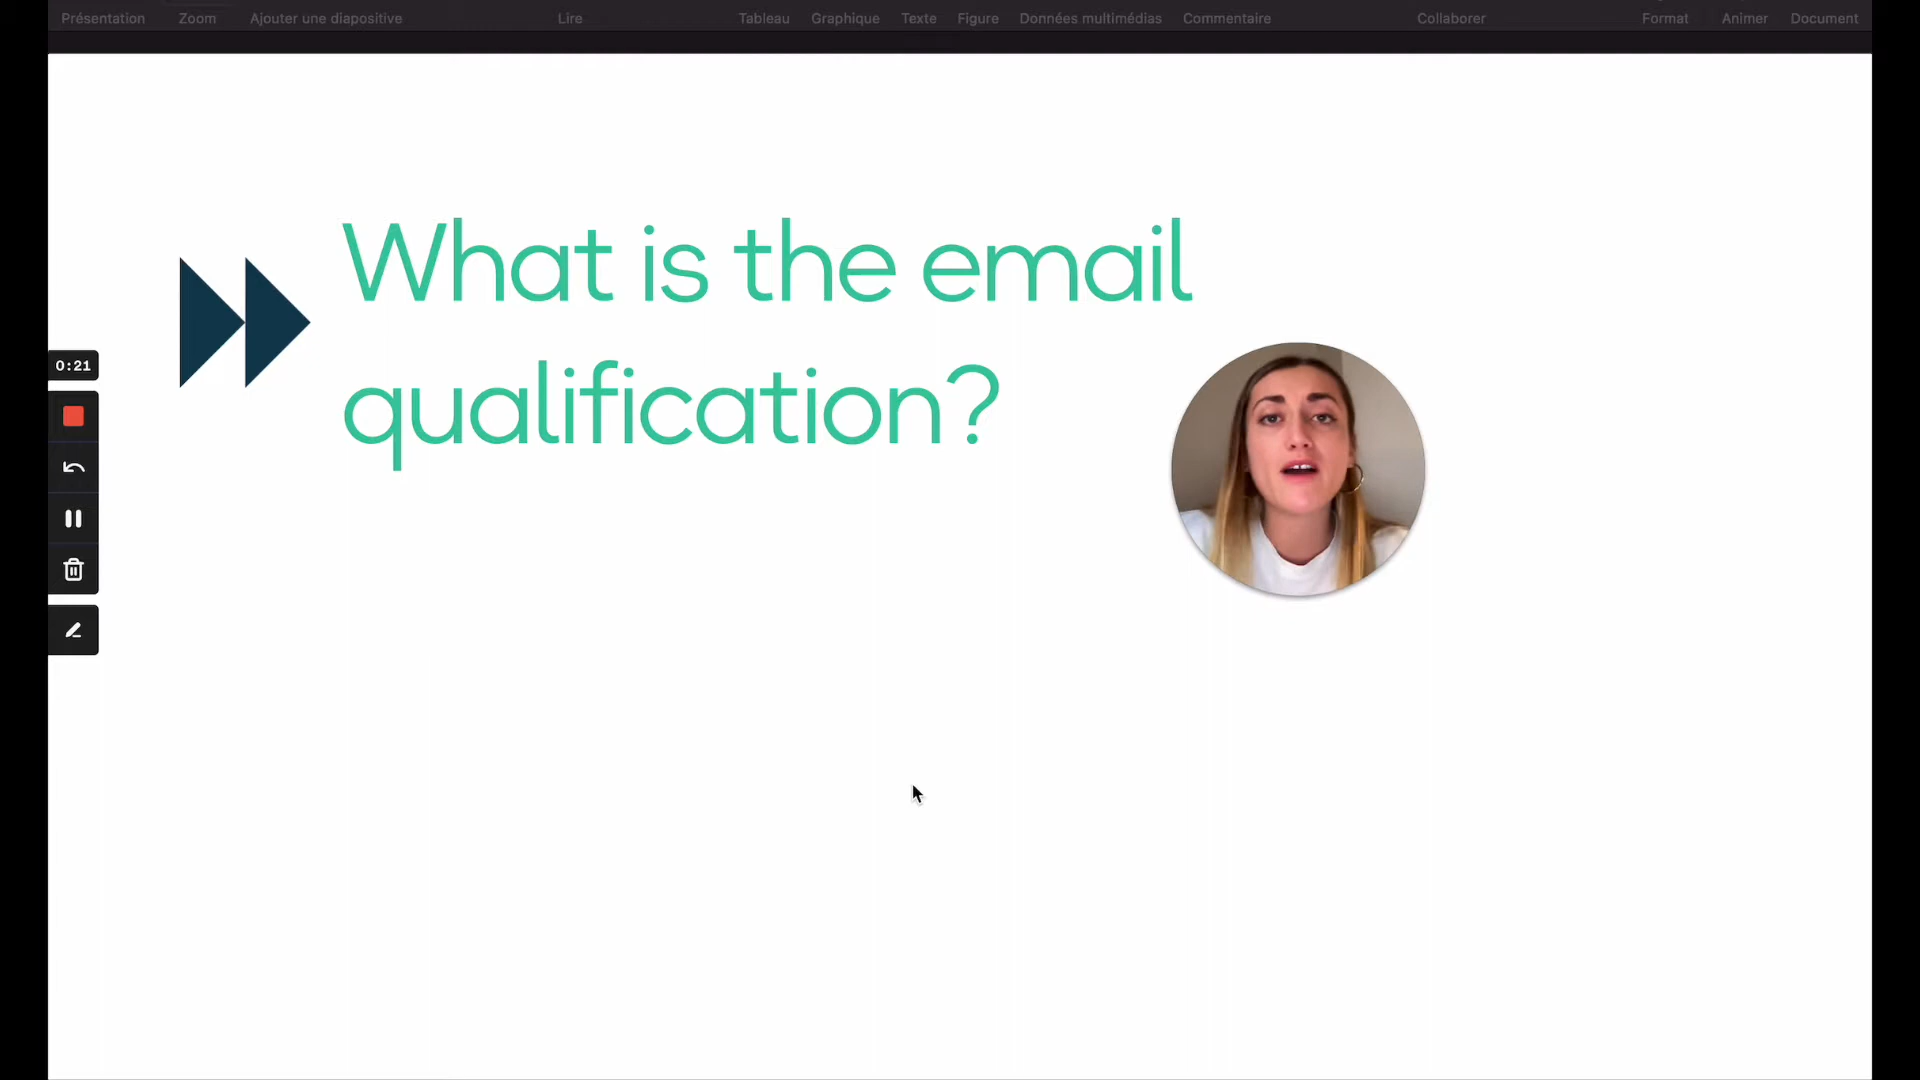 Présentation Zoom Ajouter une diapositive Lire Tableau Graphique Texte Figure Données multimédias Commentaire Collaborer Format Animer Document
What is the email
qualification?
0:21